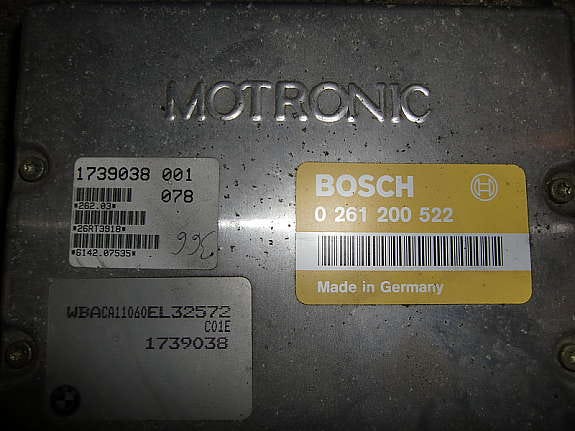 MOTRONIC
1739038 001
078
*262.03*
*26RT3918*
366
*6142.07535*
BOSCH
0 261 200 522
Made in Germany
WBACA11060EL32572
C01E
1739038